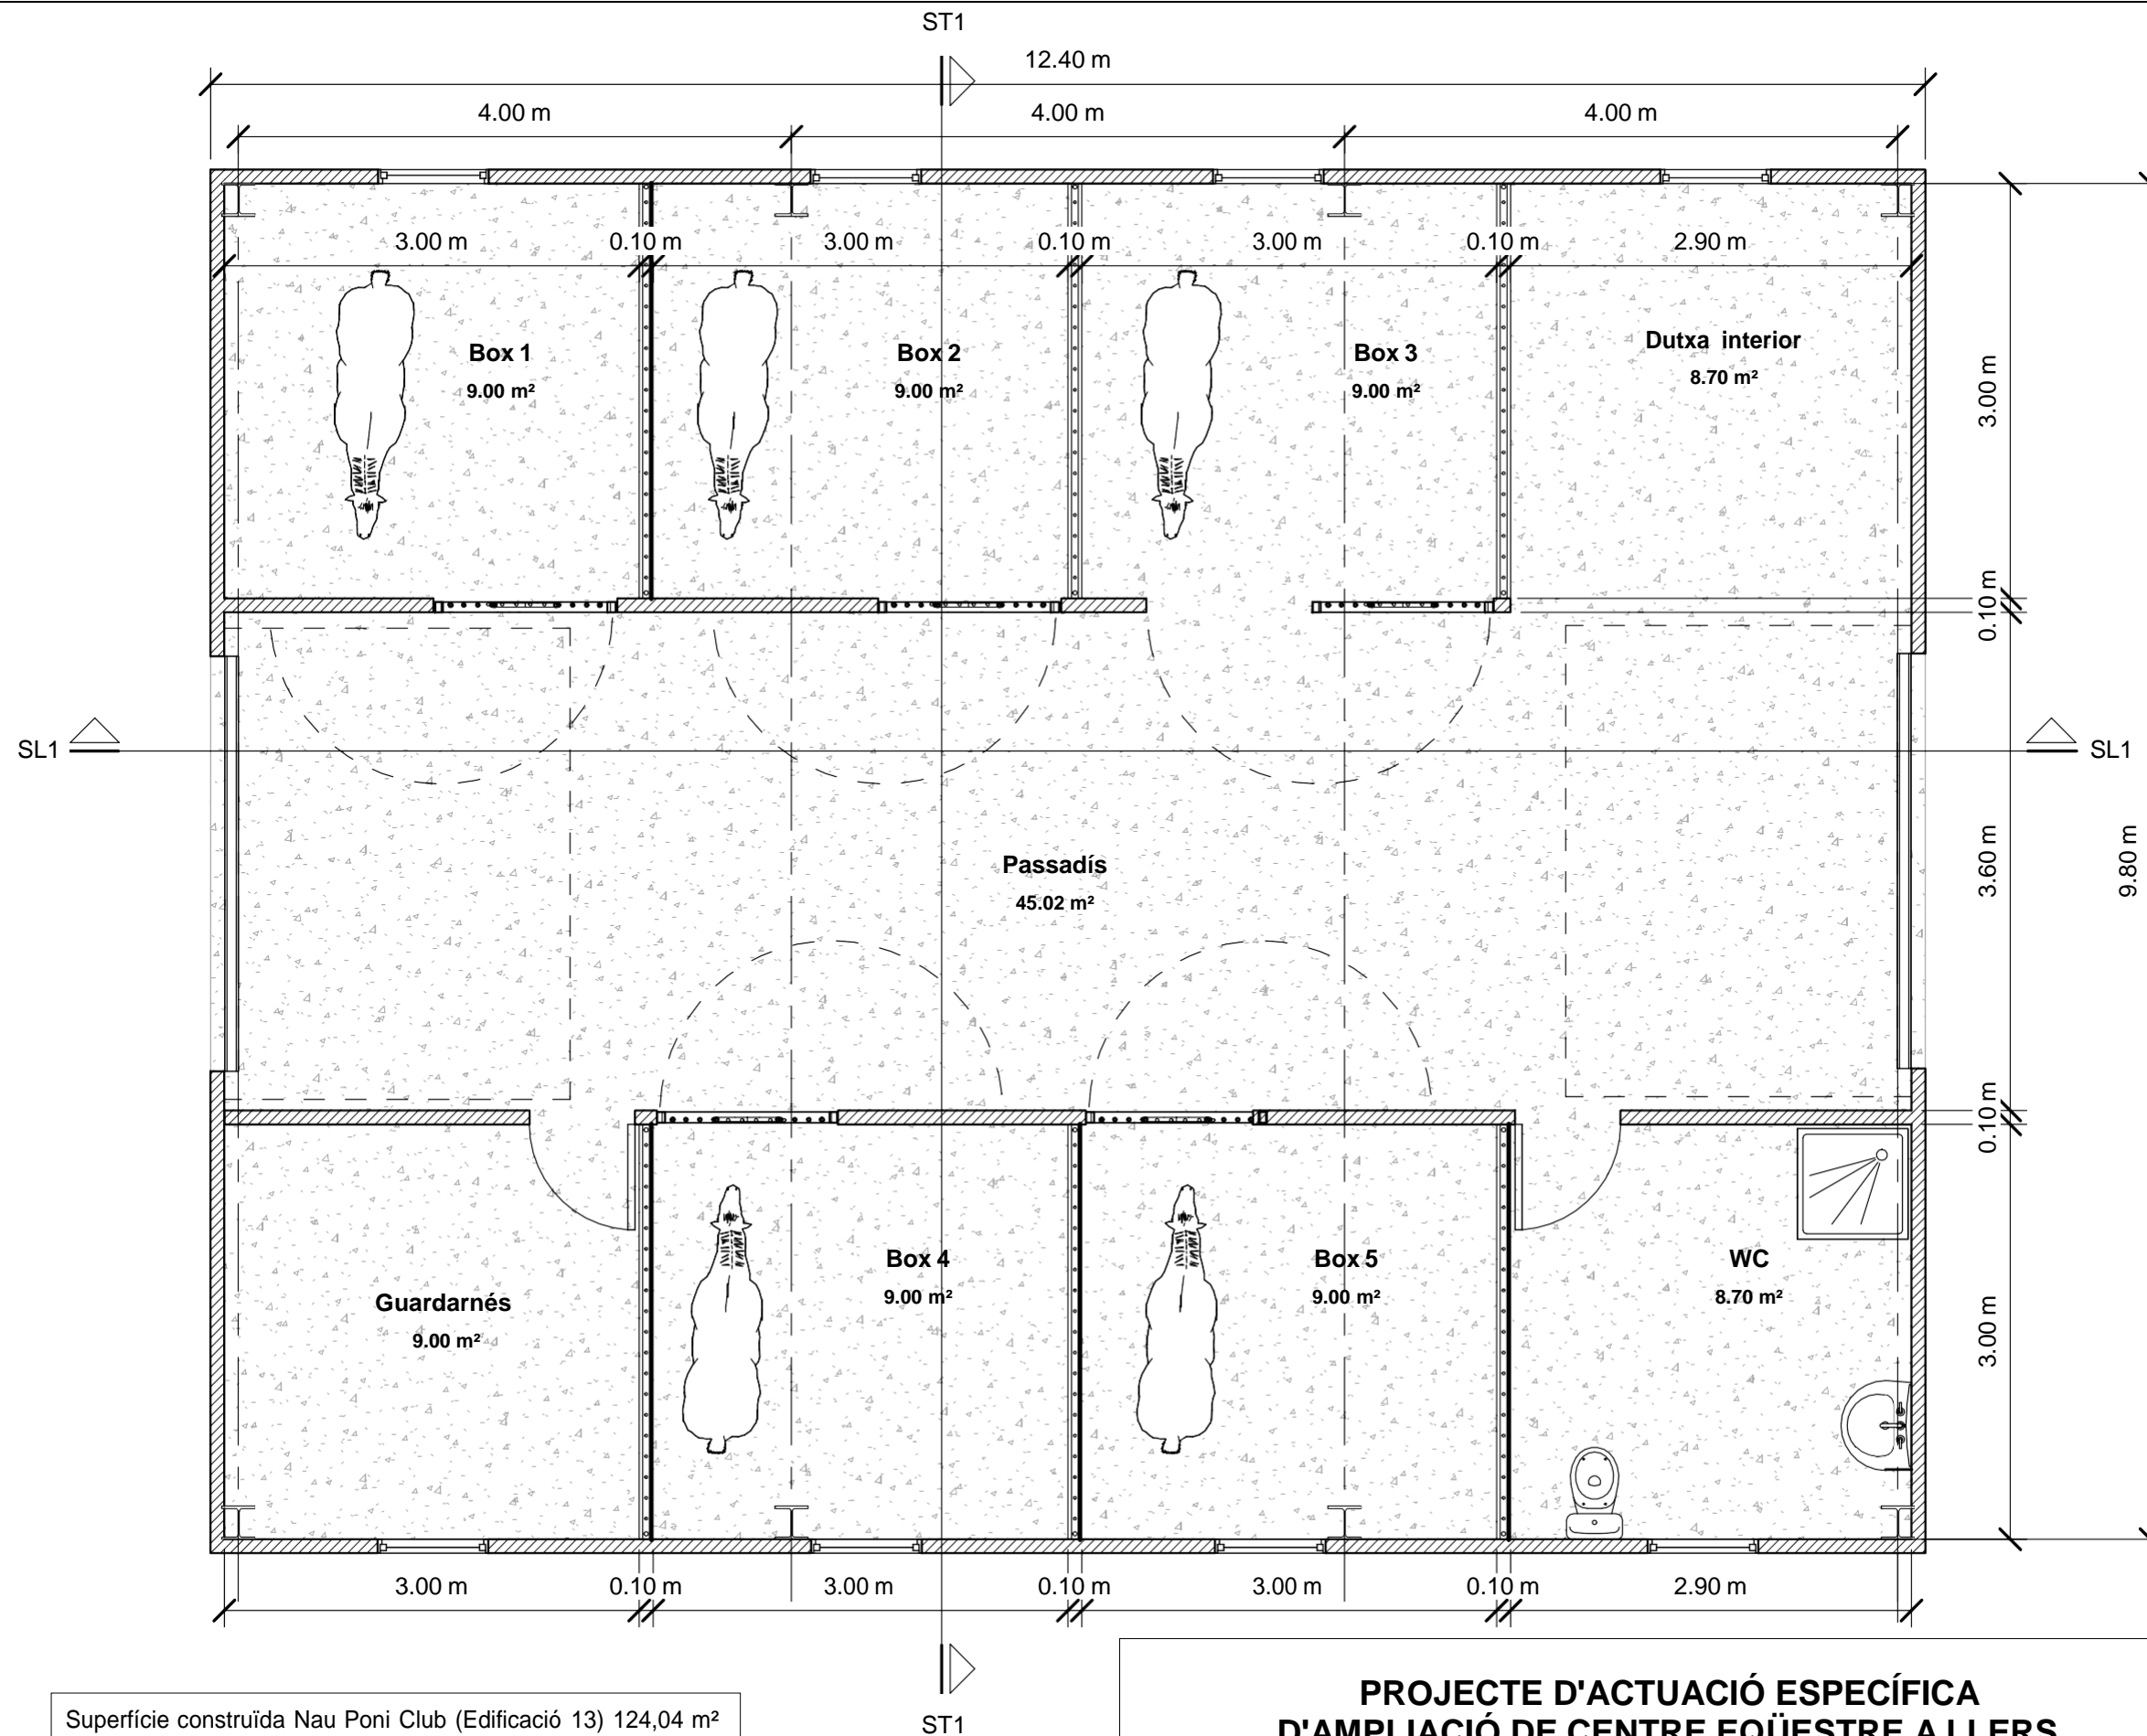 ST1
12.40 m
4.00 m 4.00 m 4.00 m
3.00 m 0.10 m 3.00 m 0.10 m 3.00 m 0.10 m 2.90 m
Box 1
9.00 m²
Box 2
9.00 m²
Box 3
9.00 m²
Dutxa interior
8.70 m²
3.00 m
0.10 m
SL1
SL1
Passadís
45.02 m²
3.60 m
9.80 m
0.10 m
Guardarnés
9.00 m²
Box 4
9.00 m²
Box 5
9.00 m²
WC
8.70 m²
3.00 m
3.00 m 0.10 m 3.00 m 0.10 m 3.00 m 0.10 m 2.90 m
ST1
Superfície construïda Nau Poni Club (Edificació 13) 124,04 m²
PROJECTE D'ACTUACIÓ ESPECÍFICA
D'AMPLIACIÓ DE CENTRE EQÜESTRE A LLERS